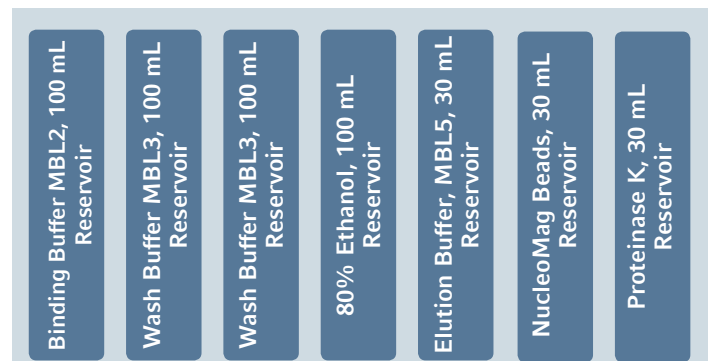 Binding Buffer MBL2, 100 mL
Reservoir
Wash Buffer MBL3, 100 mL
Reservoir
Wash Buffer MBL3, 100 mL
Reservoir
80% Ethanol, 100 mL
Reservoir
Elution Buffer, MBL5, 30 mL
Reservoir
NucleoMag Beads, 30 mL
Reservoir
Proteinase K, 30 mL
Reservoir